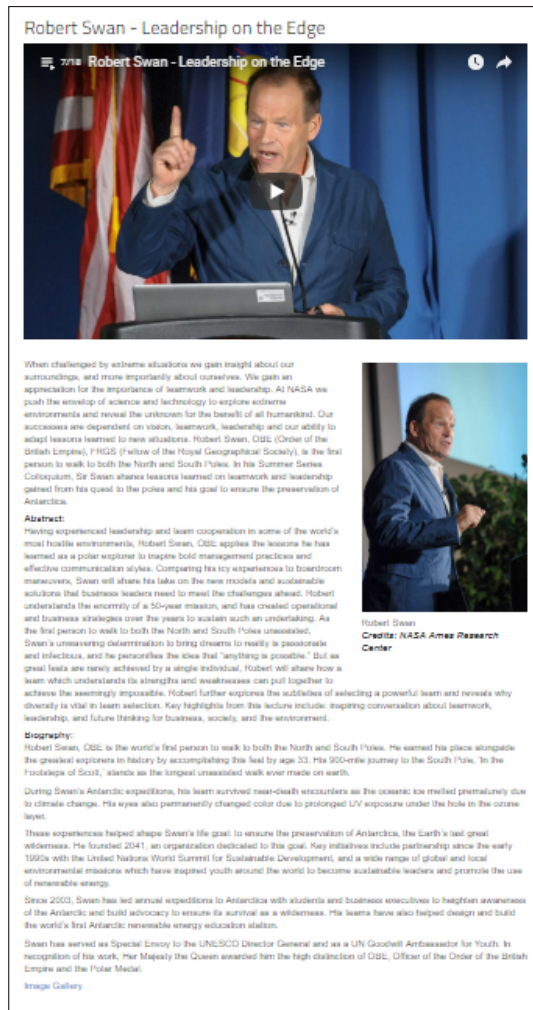 Robert Swan - Leadership on the Edge
7/18 Robert Swan - Leadership on the Edge
When challenged by extreme situations we gain insight about our
surroundings, and more importantly about ourselves. We gain an
appreciation for the importance of teamwork and leadership. At NASA we
push the envelop of science and technology to explore extreme
environments and reveal the unknown for the benefit of all humankind. Our
successes are dependent on vision, teamwork, leadership and our ability to
adapt lessons learned to new situations. Robert Swan, OBE (Order of the
British Empire), FRGS (Fellow of the Royal Geographical Society), is the first
person to walk to both the North and South Poles. In his Summer Series
Colloquium, Sir Swan shares lessons learned on teamwork and leadership
gained from his quest to the poles and his goal to ensure the preservation of
Antarctica.
Abstract:
Having experienced leadership and team cooperation in some of the world's
most hostile environments, Robert Swan, OBE applies the lessons he has
learned as a polar explorer to inspire bold management practices and
effective communication styles. Comparing his icy experiences to boardroom
maneuvers, Swan will share his take on the new models and sustainable
solutions that business leaders need to meet the challenges ahead. Robert
understands the enormity of a 50-year mission, and has created operational
and business strategies over the years to sustain such an undertaking. As
the first person to walk to both the North and South Poles unassisted,
Swan's unwavering determination to bring dreams to reality is passionate
and infectious, and he personifies the idea that "anything is possible." But as
great feats are rarely achieved by a single individual, Robert will share how a
team which understands its strengths and weaknesses can pull together to
achieve the seemingly impossible. Robert further explores the subtleties of selecting a powerful team and reveals why
diversity is vital in team selection. Key highlights from this lecture include: inspiring conversation about teamwork,
leadership, and future thinking for business, society, and the environment.
Robert Swan
Credits: NASA Ames Research
Center
Biography:
Robert Swan, OBE is the world's first person to walk to both the North and South Poles. He earned his place alongside
the greatest explorers in history by accomplishing this feat by age 33. His 900-mile journey to the South Pole, 'In the
Footsteps of Scott,' stands as the longest unassisted walk ever made on earth.
During Swan's Antarctic expeditions, his team survived near-death encounters as the oceanic ice melted prematurely due
to climate change. His eyes also permanently changed color due to prolonged UV exposure under the hole in the ozone
layer.
These experiences helped shape Swan's life goal: to ensure the preservation of Antarctica, the Earth's last great
wilderness. He founded 2041, an organization dedicated to this goal. Key initiatives include partnership since the early
1990s with the United Nations World Summit for Sustainable Development, and a wide range of global and local
environmental missions which have inspired youth around the world to become sustainable leaders and promote the use
of renewable energy.
Since 2003, Swan has led annual expeditions to Antarctica with students and business executives to heighten awareness
of the Antarctic and build advocacy to ensure its survival as a wilderness. His teams have also helped design and build
the world's first Antarctic renewable energy education station.
Swan has served as Special Envoy to the UNESCO Director General and as a UN Goodwill Ambassador for Youth. In
recognition of his work, Her Majesty the Queen awarded him the high distinction of OBE, Officer of the Order of the British
Empire and the Polar Medal.
Image Gallery